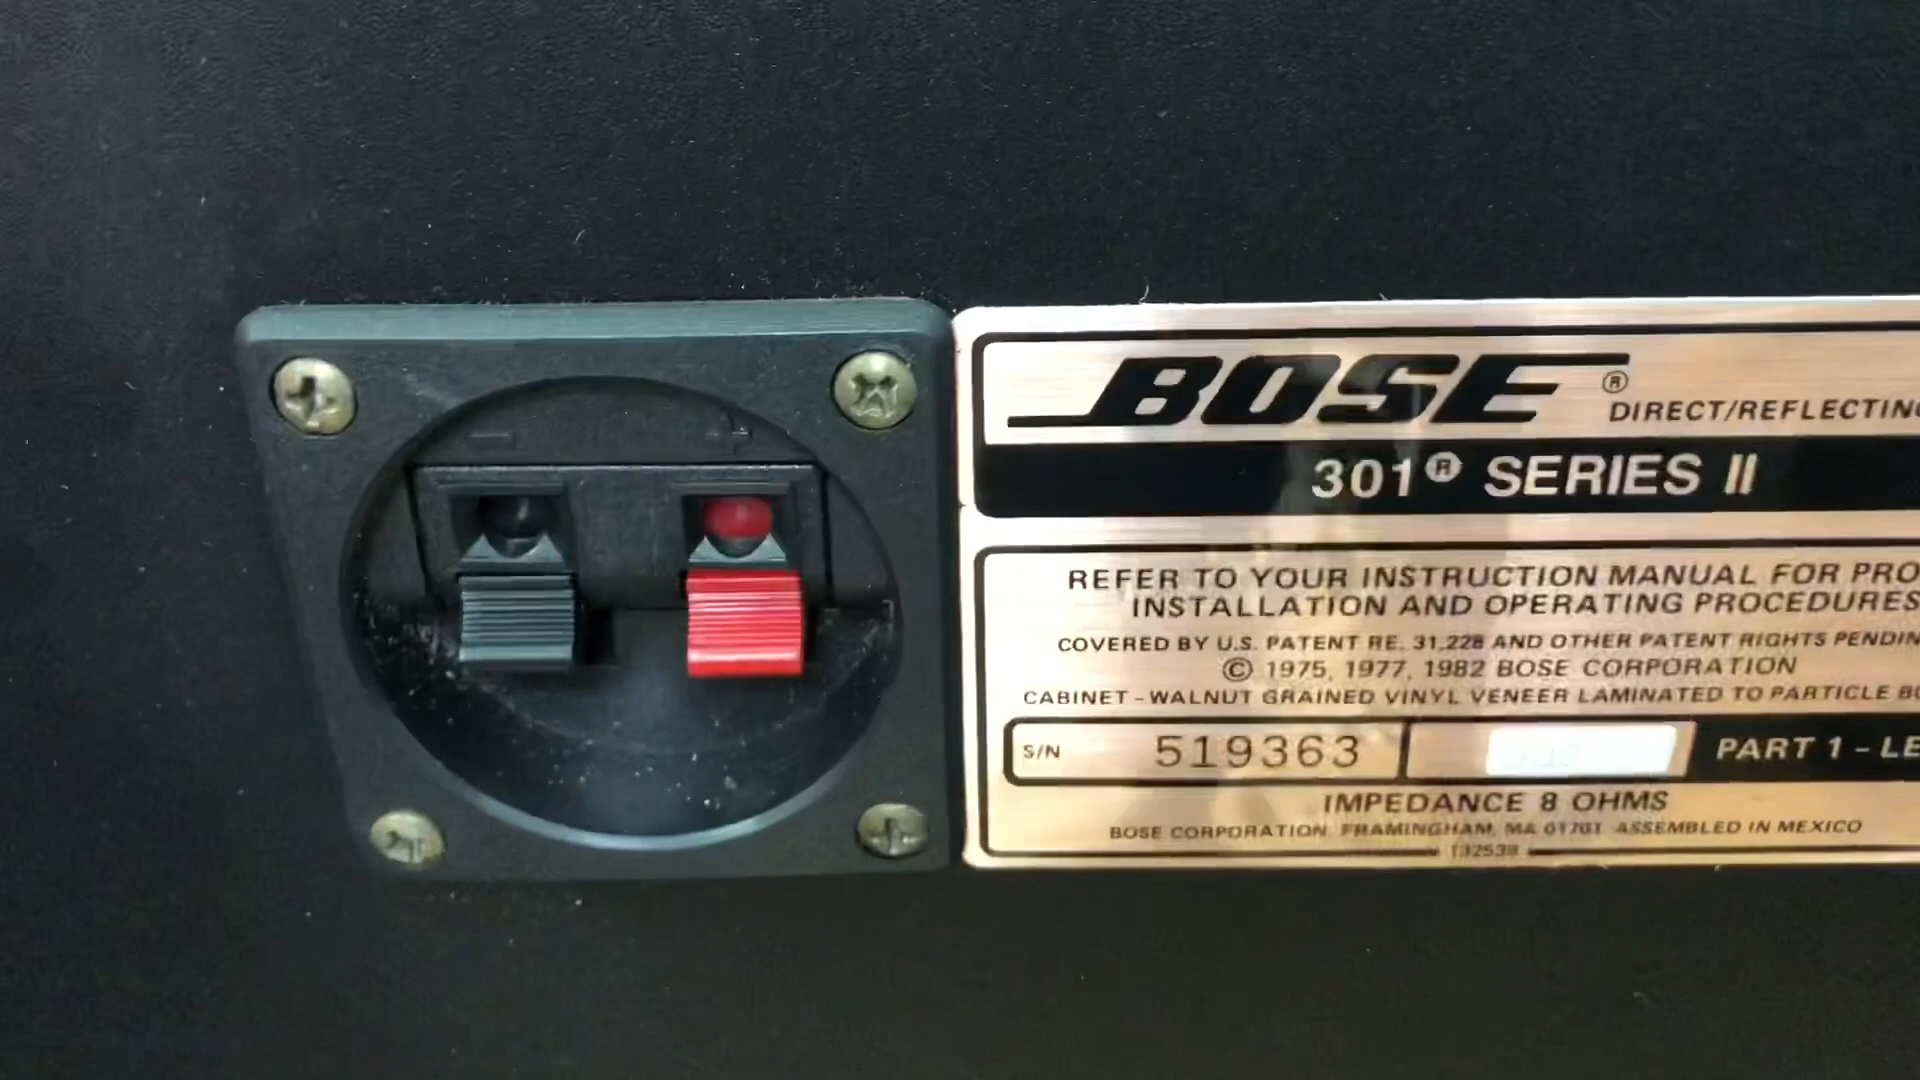 − +
BOSE®
DIRECT/REFLECTING
301® SERIES II
REFER TO YOUR INSTRUCTION MANUAL FOR PRO
INSTALLATION AND OPERATING PROCEDURES
COVERED BY U.S. PATENT RE. 31,228 AND OTHER PATENT RIGHTS PENDIN
© 1975, 1977, 1982 BOSE CORPORATION
CABINET - WALNUT GRAINED VINYL VENEER LAMINATED TO PARTICLE BO
S/N 519363 PART 1 - LE
IMPEDANCE 8 OHMS
BOSE CORPORATION, FRAMINGHAM, MA 01701 ASSEMBLED IN MEXICO